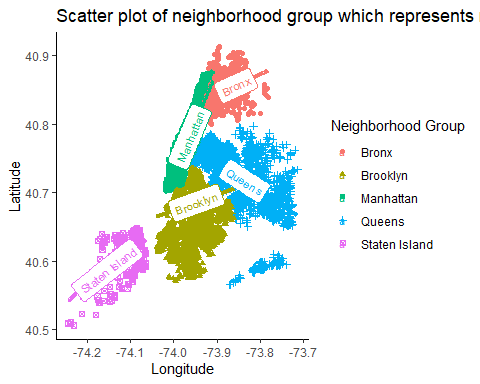 Scatter plot of neighborhood group which represents
40.9
40.8
40.7
40.6
40.5
Latitude
Bronx
Manhattan
Queens
Brooklyn
Staten Island
-74.2
-74.1
-74.0
-73.9
-73.8
-73.7
Longitude
Neighborhood Group
Bronx
Brooklyn
Manhattan
Queens
Staten Island